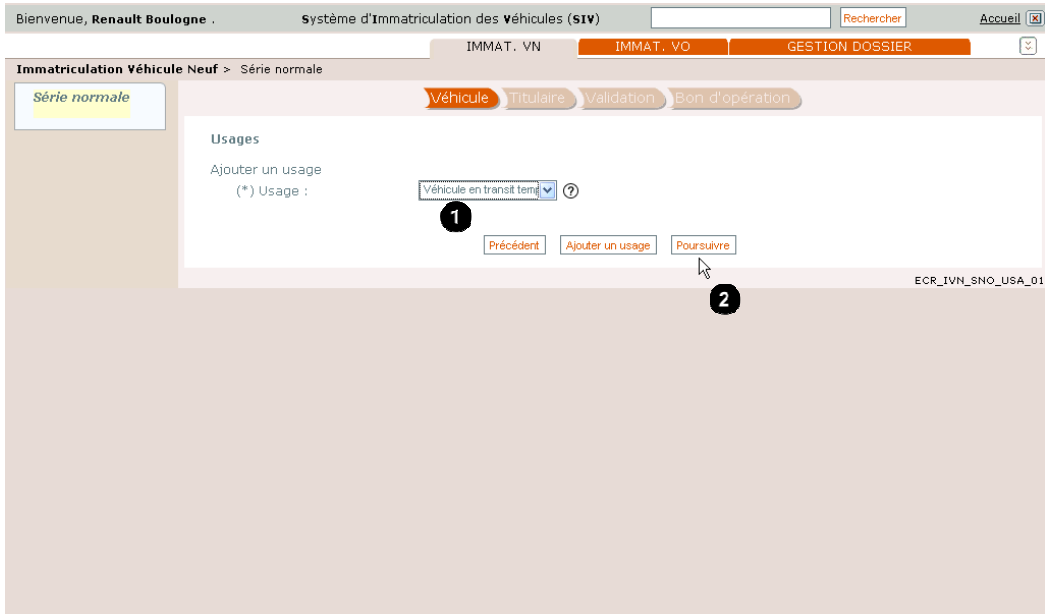 Bienvenue, Renault Boulogne . Système d'Immatriculation des Véhicules (SIV) Rechercher Accueil
IMMAT. VN IMMAT. VO GESTION DOSSIER
Immatriculation Véhicule Neuf > Série normale
Série normale
Véhicule Titulaire Validation Bon d'opération
Usages
Ajouter un usage
(*) Usage : Véhicule en transit temp ?
1
Précédent Ajouter un usage Poursuivre
ECR_IVN_SNO_USA_01
2